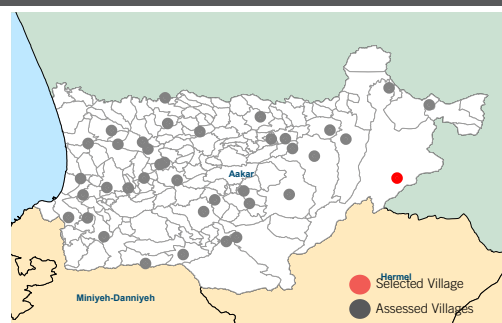 Aakar
Hermel
Selected Village
Miniyeh-Danniyeh
Assessed Villages